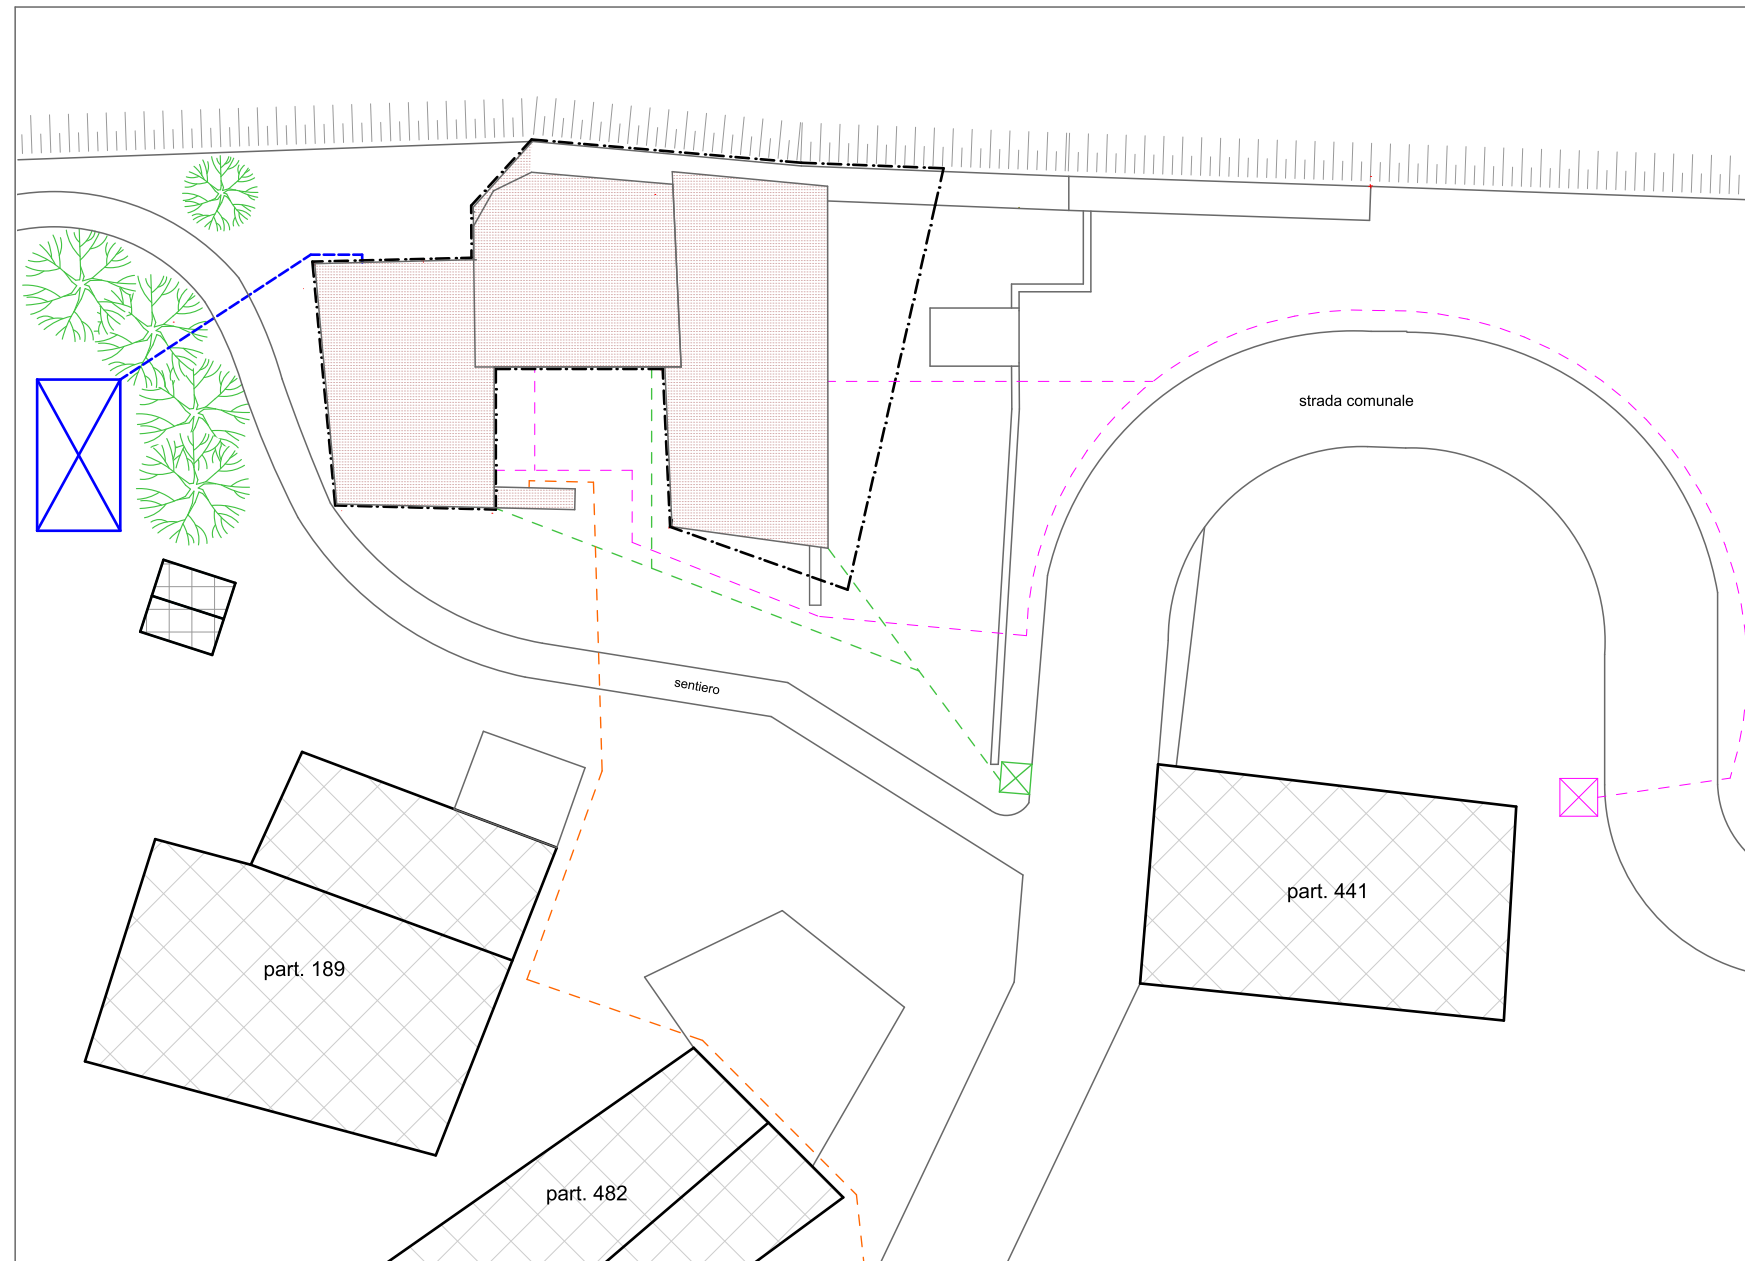 strada comunale
sentiero
part. 441
part. 189
part. 482